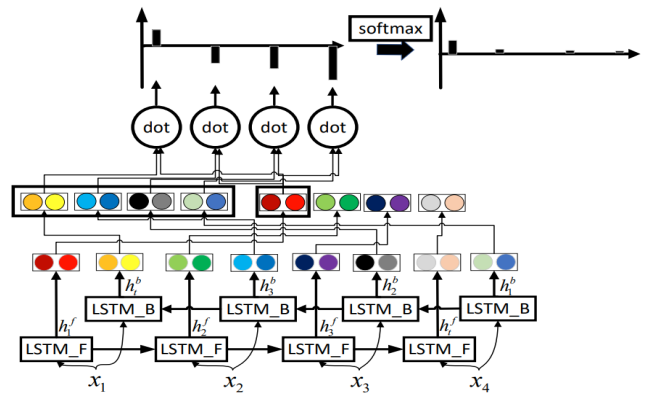 softmax
dot dot dot dot
h_1^f h_t^b h_2^f h_3^b h_3^f h_2^b h_t^f h_1^b
LSTM_B LSTM_B LSTM_B LSTM_B
LSTM_F LSTM_F LSTM_F LSTM_F
x_1 x_2 x_3 x_4